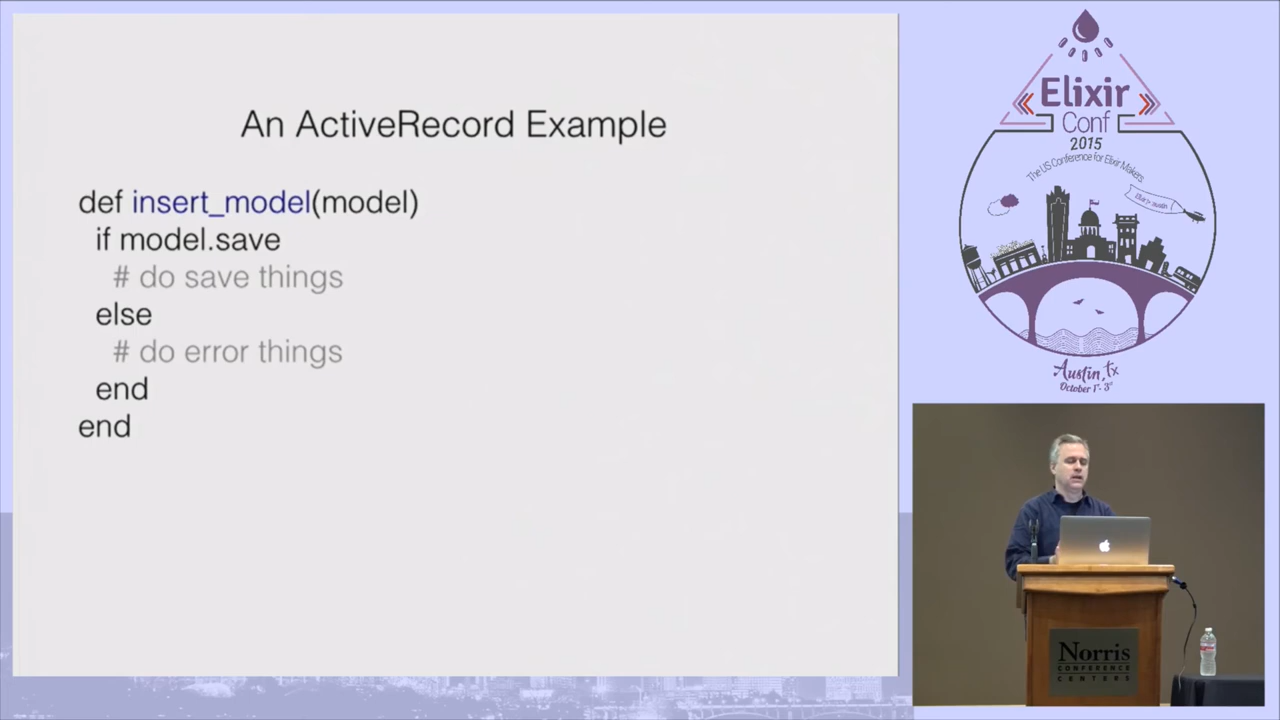 An ActiveRecord Example
def insert_model(model)
if model.save
# do save things
else
# do error things
end
end
Elixir
Conf
2015
The US Conference for Elixir Makers
Austin, Tx
October 1st - 3rd
Norris
CONFERENCE
CENTERS